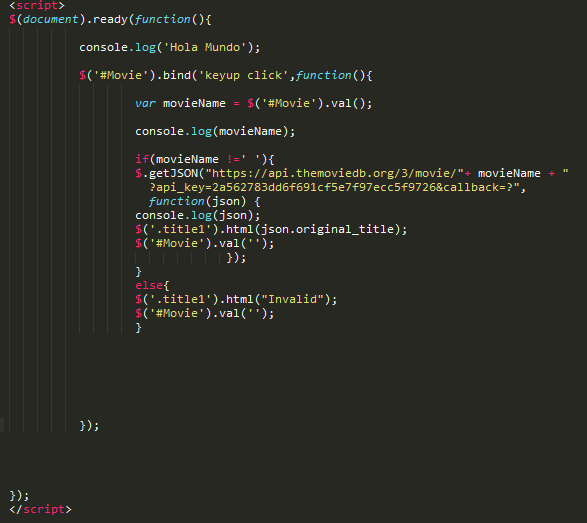 <script>
$(document).ready(function(){
console.log('Hola Mundo');
$('#Movie').bind('keyup click',function(){
var movieName = $('#Movie').val();
console.log(movieName);
if(movieName !=' '){
$.getJSON("https://api.themoviedb.org/3/movie/"+ movieName + "
?api_key=2a562783dd6f691cf5e7f97ecc5f9726&callback=?",
function(json) {
console.log(json);
$('.title1').html(json.original_title);
$('#Movie').val('');
});
}
else{
$('.title1').html("Invalid");
$('#Movie').val('');
}
});
});
</script>